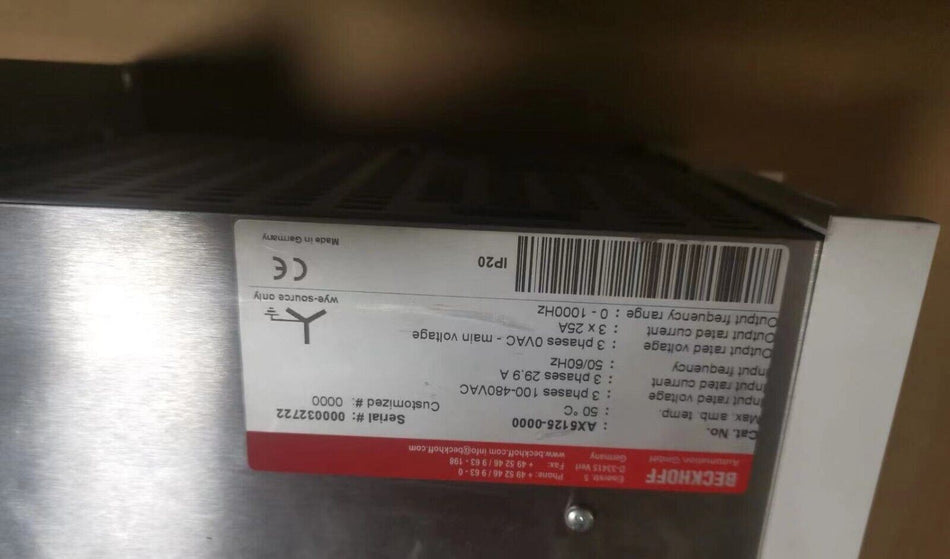 BECKHOFF
Automation GmbH
Eiserstr. 5
D-33415 Verl
Germany
Phone: + 49 52 46 / 9 63 - 0
Fax: + 49 52 46 / 9 63 - 198
www.beckhoff.com info@beckhoff.com
Cat. No. : AX5125-0000 Serial #: 000032722
Customized #: 0000
Max. amb temp. : 50 °C
Input rated voltage : 3 phases 100-480VAC
Input rated current : 3 phases 29.9 A
Input frequency : 50/60Hz
Output rated voltage : 3 phases 0VAC - main voltage
Output rated current : 3 x 25A
Output frequency range : 0 - 1000Hz
wye-source only
IP20
CE
Made in Germany